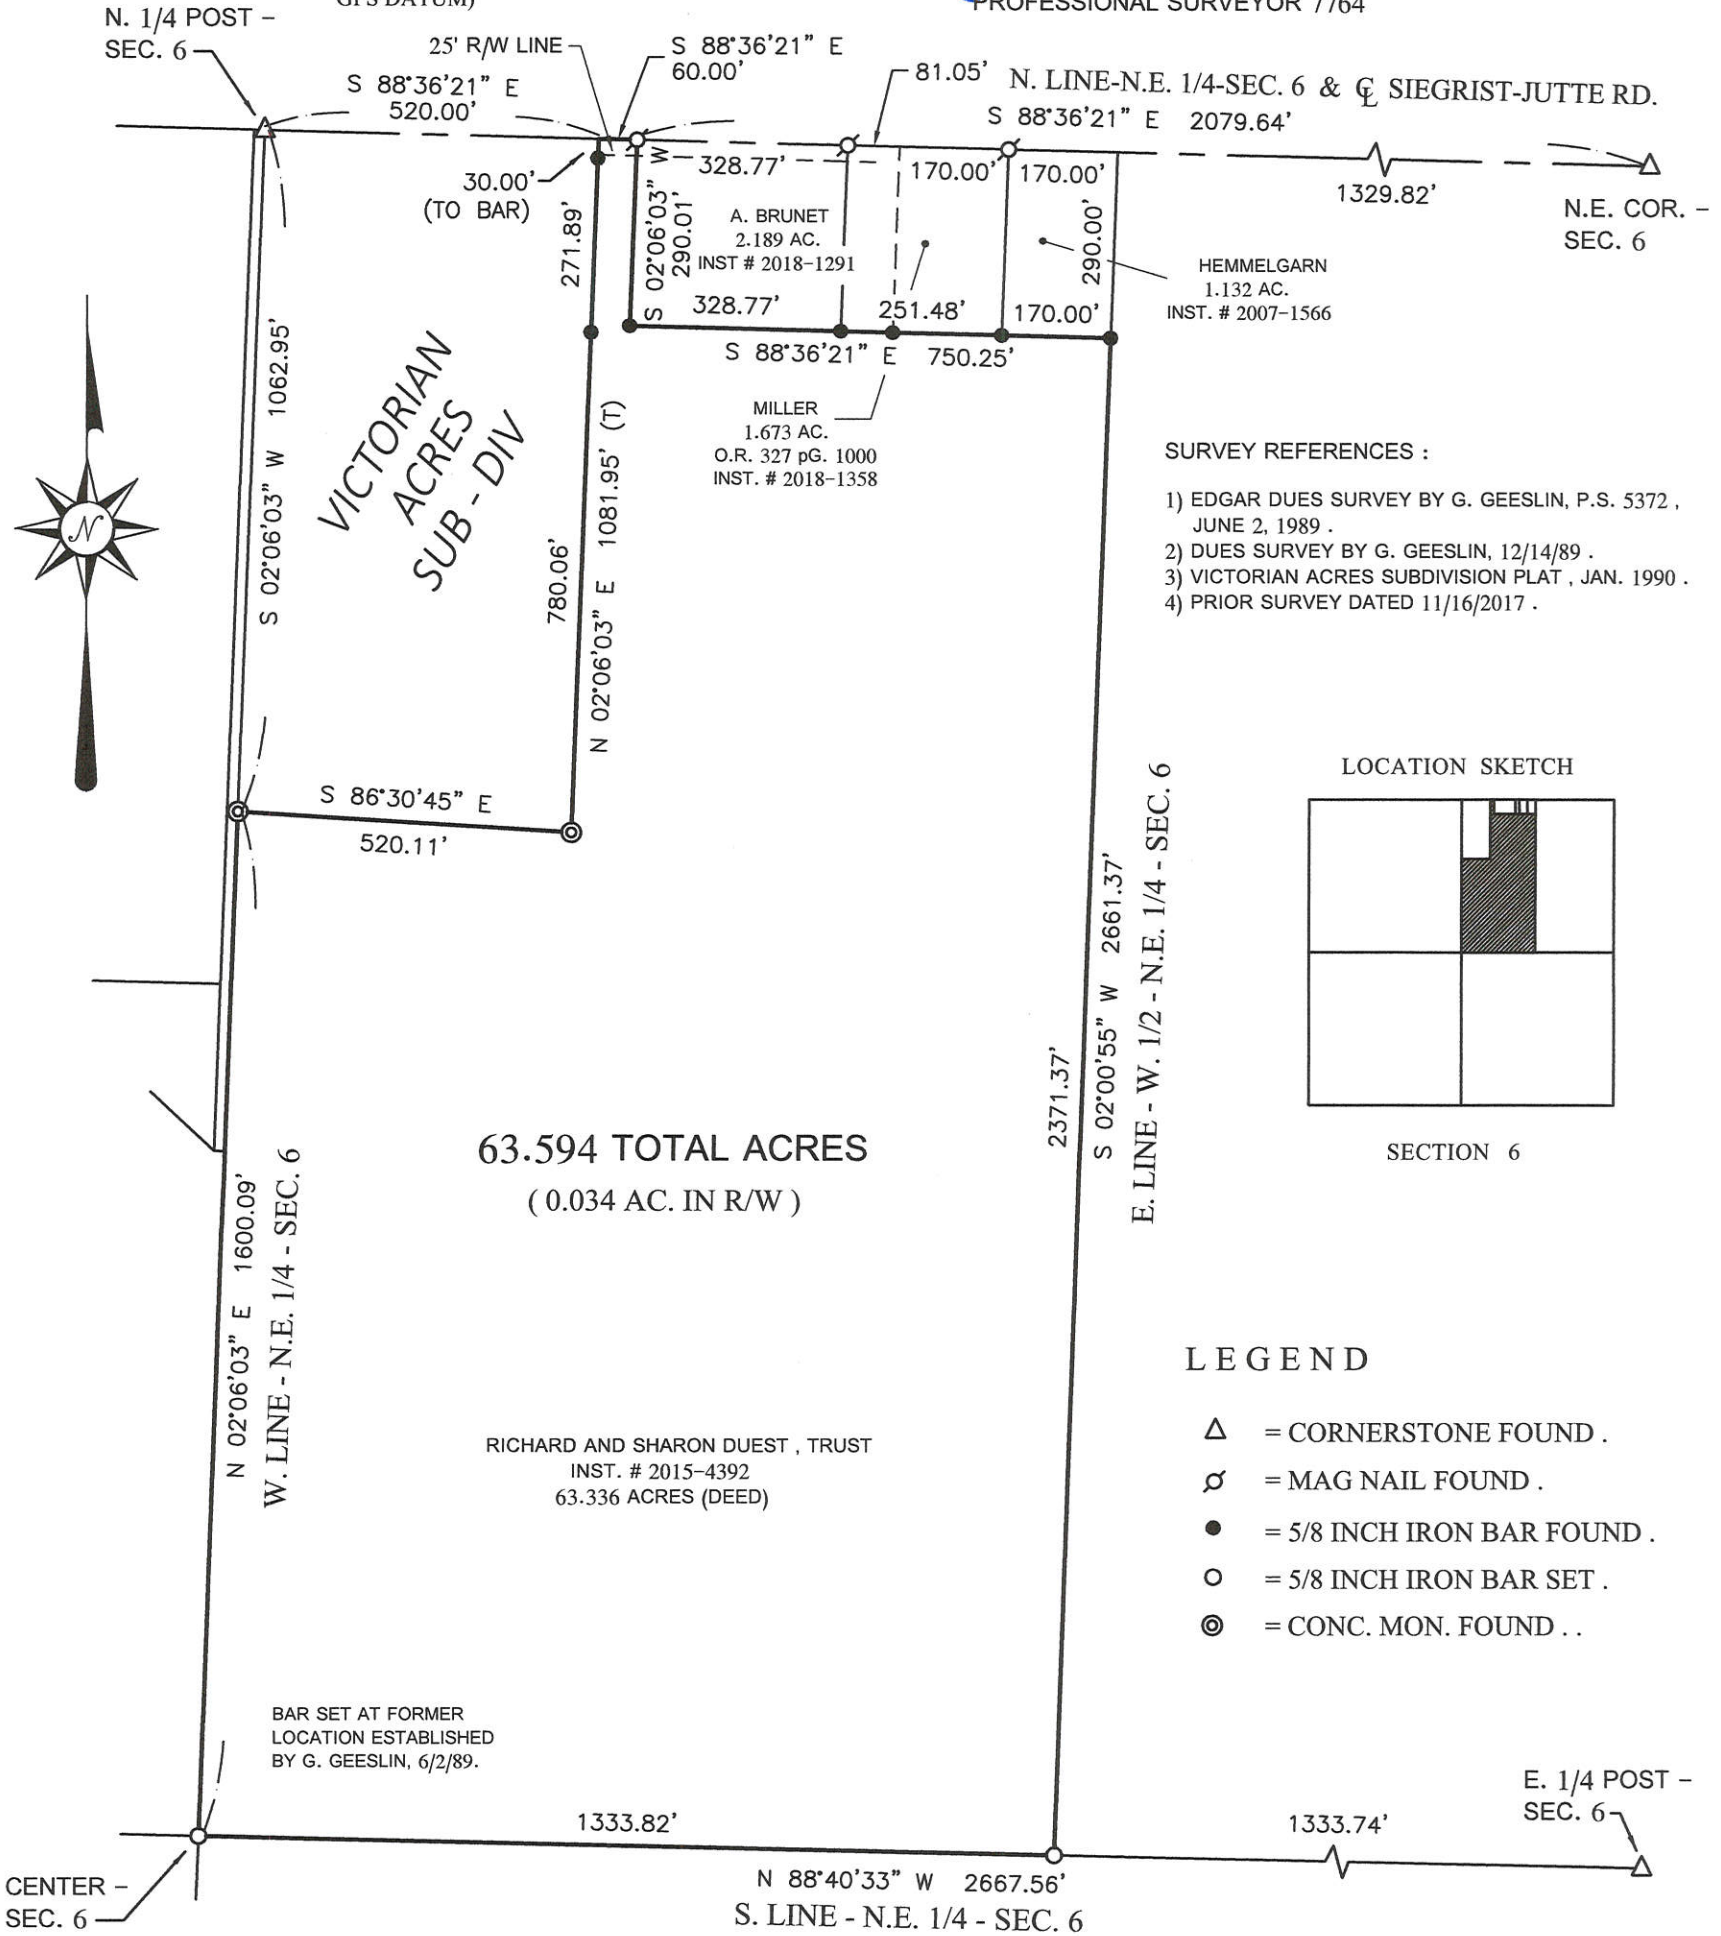 GPS DATUM)
PROFESSIONAL SURVEYOR 7764
N. 1/4 POST -
SEC. 6
25' R/W LINE
S 88°36'21" E
60.00'
S 88°36'21" E
520.00'
81.05'
N. LINE-N.E. 1/4-SEC. 6 & ℄ SIEGRIST-JUTTE RD.
S 88°36'21" E 2079.64'
1329.82'
N.E. COR. -
SEC. 6
30.00'
(TO BAR)
271.89'
S 02°06'03" W
290.01'
328.77'
170.00'
170.00'
A. BRUNET
2.189 AC.
INST # 2018-1291
328.77'
251.48'
170.00'
290.00'
HEMMELGARN
1.132 AC.
INST. # 2007-1566
S 88°36'21" E 750.25'
MILLER
1.673 AC.
O.R. 327 pG. 1000
INST. # 2018-1358
S 02°06'03" W 1062.95'
VICTORIAN
ACRES
SUB - DIV
780.06'
N 02°06'03" E 1081.95' (T)
N
SURVEY REFERENCES :
1) EDGAR DUES SURVEY BY G. GEESLIN, P.S. 5372 ,
JUNE 2, 1989 .
2) DUES SURVEY BY G. GEESLIN, 12/14/89 .
3) VICTORIAN ACRES SUBDIVISION PLAT , JAN. 1990 .
4) PRIOR SURVEY DATED 11/16/2017 .
S 86°30'45" E
520.11'
LOCATION SKETCH
SECTION 6
2371.37'
S 02°00'55" W 2661.37'
E. LINE - W. 1/2 - N.E. 1/4 - SEC. 6
63.594 TOTAL ACRES
( 0.034 AC. IN R/W )
N 02°06'03" E 1600.09'
W. LINE - N.E. 1/4 - SEC. 6
RICHARD AND SHARON DUEST , TRUST
INST. # 2015-4392
63.336 ACRES (DEED)
LEGEND
= CORNERSTONE FOUND .
= MAG NAIL FOUND .
= 5/8 INCH IRON BAR FOUND .
= 5/8 INCH IRON BAR SET .
= CONC. MON. FOUND . .
BAR SET AT FORMER
LOCATION ESTABLISHED
BY G. GEESLIN, 6/2/89.
E. 1/4 POST -
SEC. 6
1333.82'
1333.74'
CENTER -
SEC. 6
N 88°40'33" W 2667.56'
S. LINE - N.E. 1/4 - SEC. 6